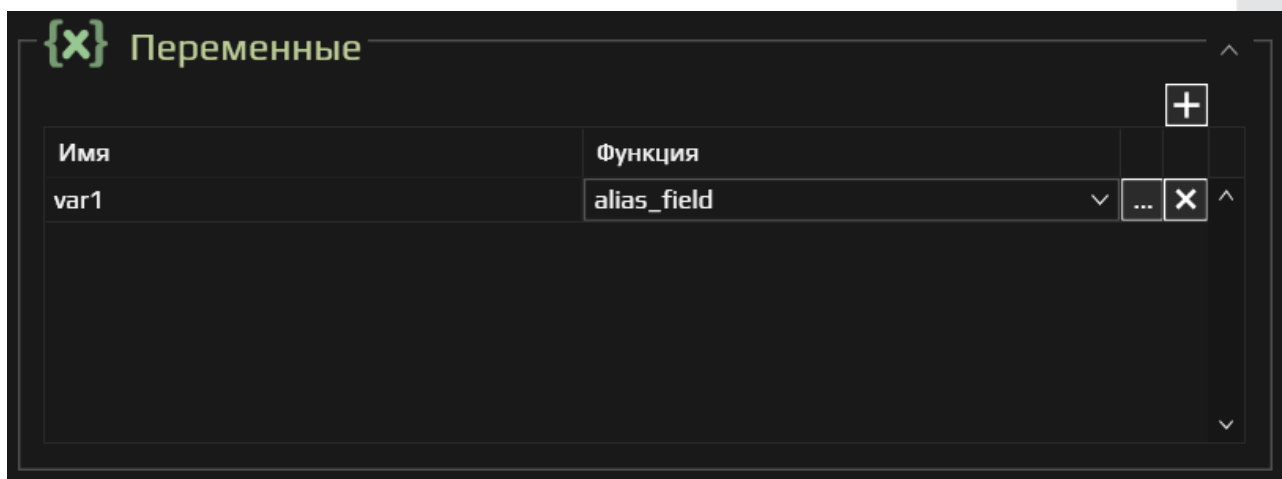 {x} Переменные
+
Имя Функция
var1 alias_field ...